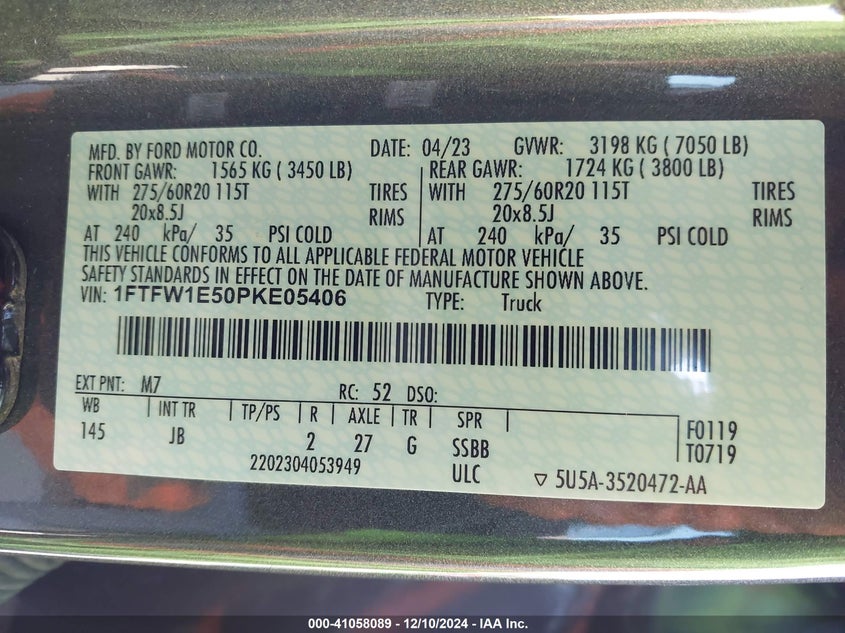 MFD. BY FORD MOTOR CO. DATE: 04/23 GVWR: 3198 KG ( 7050 LB)
FRONT GAWR: 1565 KG ( 3450 LB) REAR GAWR: 1724 KG ( 3800 LB)
WITH 275/60R20 115T TIRES WITH 275/60R20 115T TIRES
20x8.5J RIMS 20x8.5J RIMS
AT 240 kPa/ 35 PSI COLD AT 240 kPa/ 35 PSI COLD
THIS VEHICLE CONFORMS TO ALL APPLICABLE FEDERAL MOTOR VEHICLE
SAFETY STANDARDS IN EFFECT ON THE DATE OF MANUFACTURE SHOWN ABOVE.
VIN: 1FTFW1E50PKE05406 TYPE: Truck
EXT PNT: M7 RC: 52 DSO:
WB INT TR TP/PS R AXLE TR SPR F0119
145 JB 2 27 G SSBB T0719
2202304053949 ULC ▽ 5U5A-3520472-AA
000-41058089 - 12/10/2024 - IAA Inc.